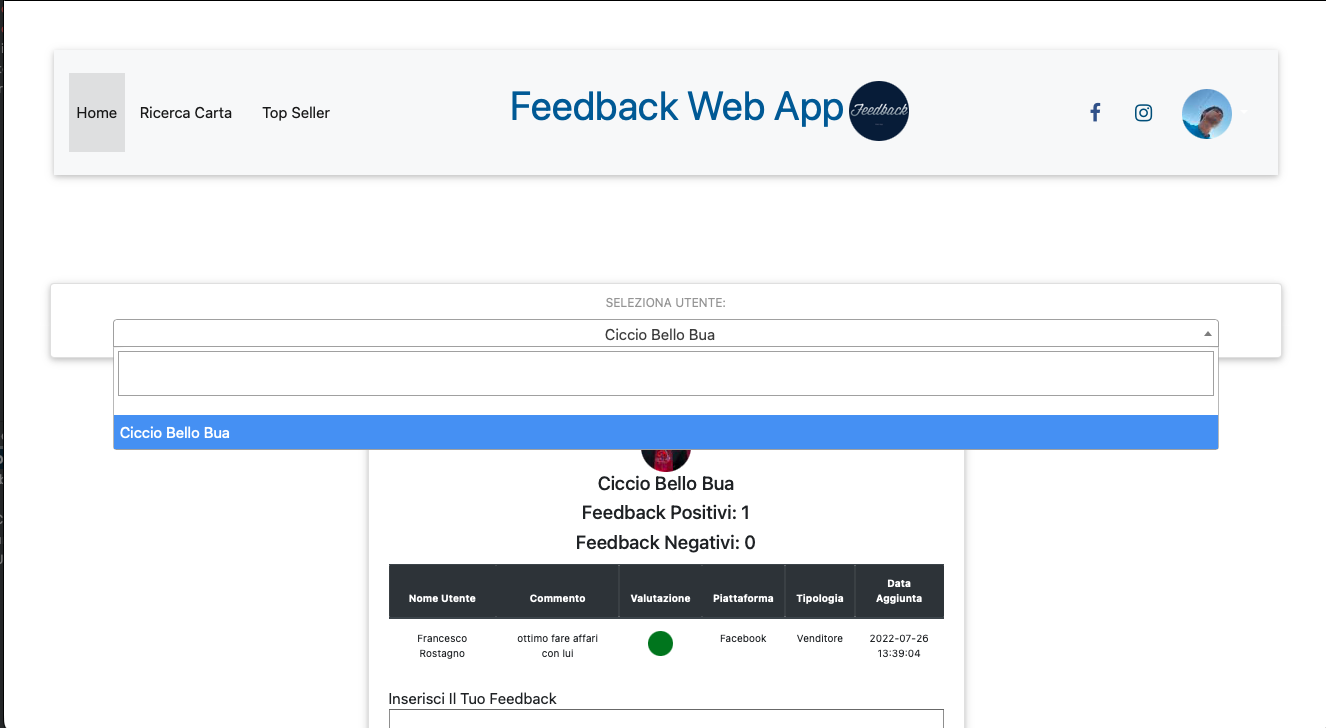 Home
Ricerca Carta
Top Seller
Feedback Web App
Feedback
SELEZIONA UTENTE:
Ciccio Bello Bua
Ciccio Bello Bua
Ciccio Bello Bua
Feedback Positivi: 1
Feedback Negativi: 0
Nome Utente Commento Valutazione Piattaforma Tipologia Data Aggiunta
Francesco Rostagno ottimo fare affari con lui Facebook Venditore 2022-07-26 13:39:04
Inserisci Il Tuo Feedback